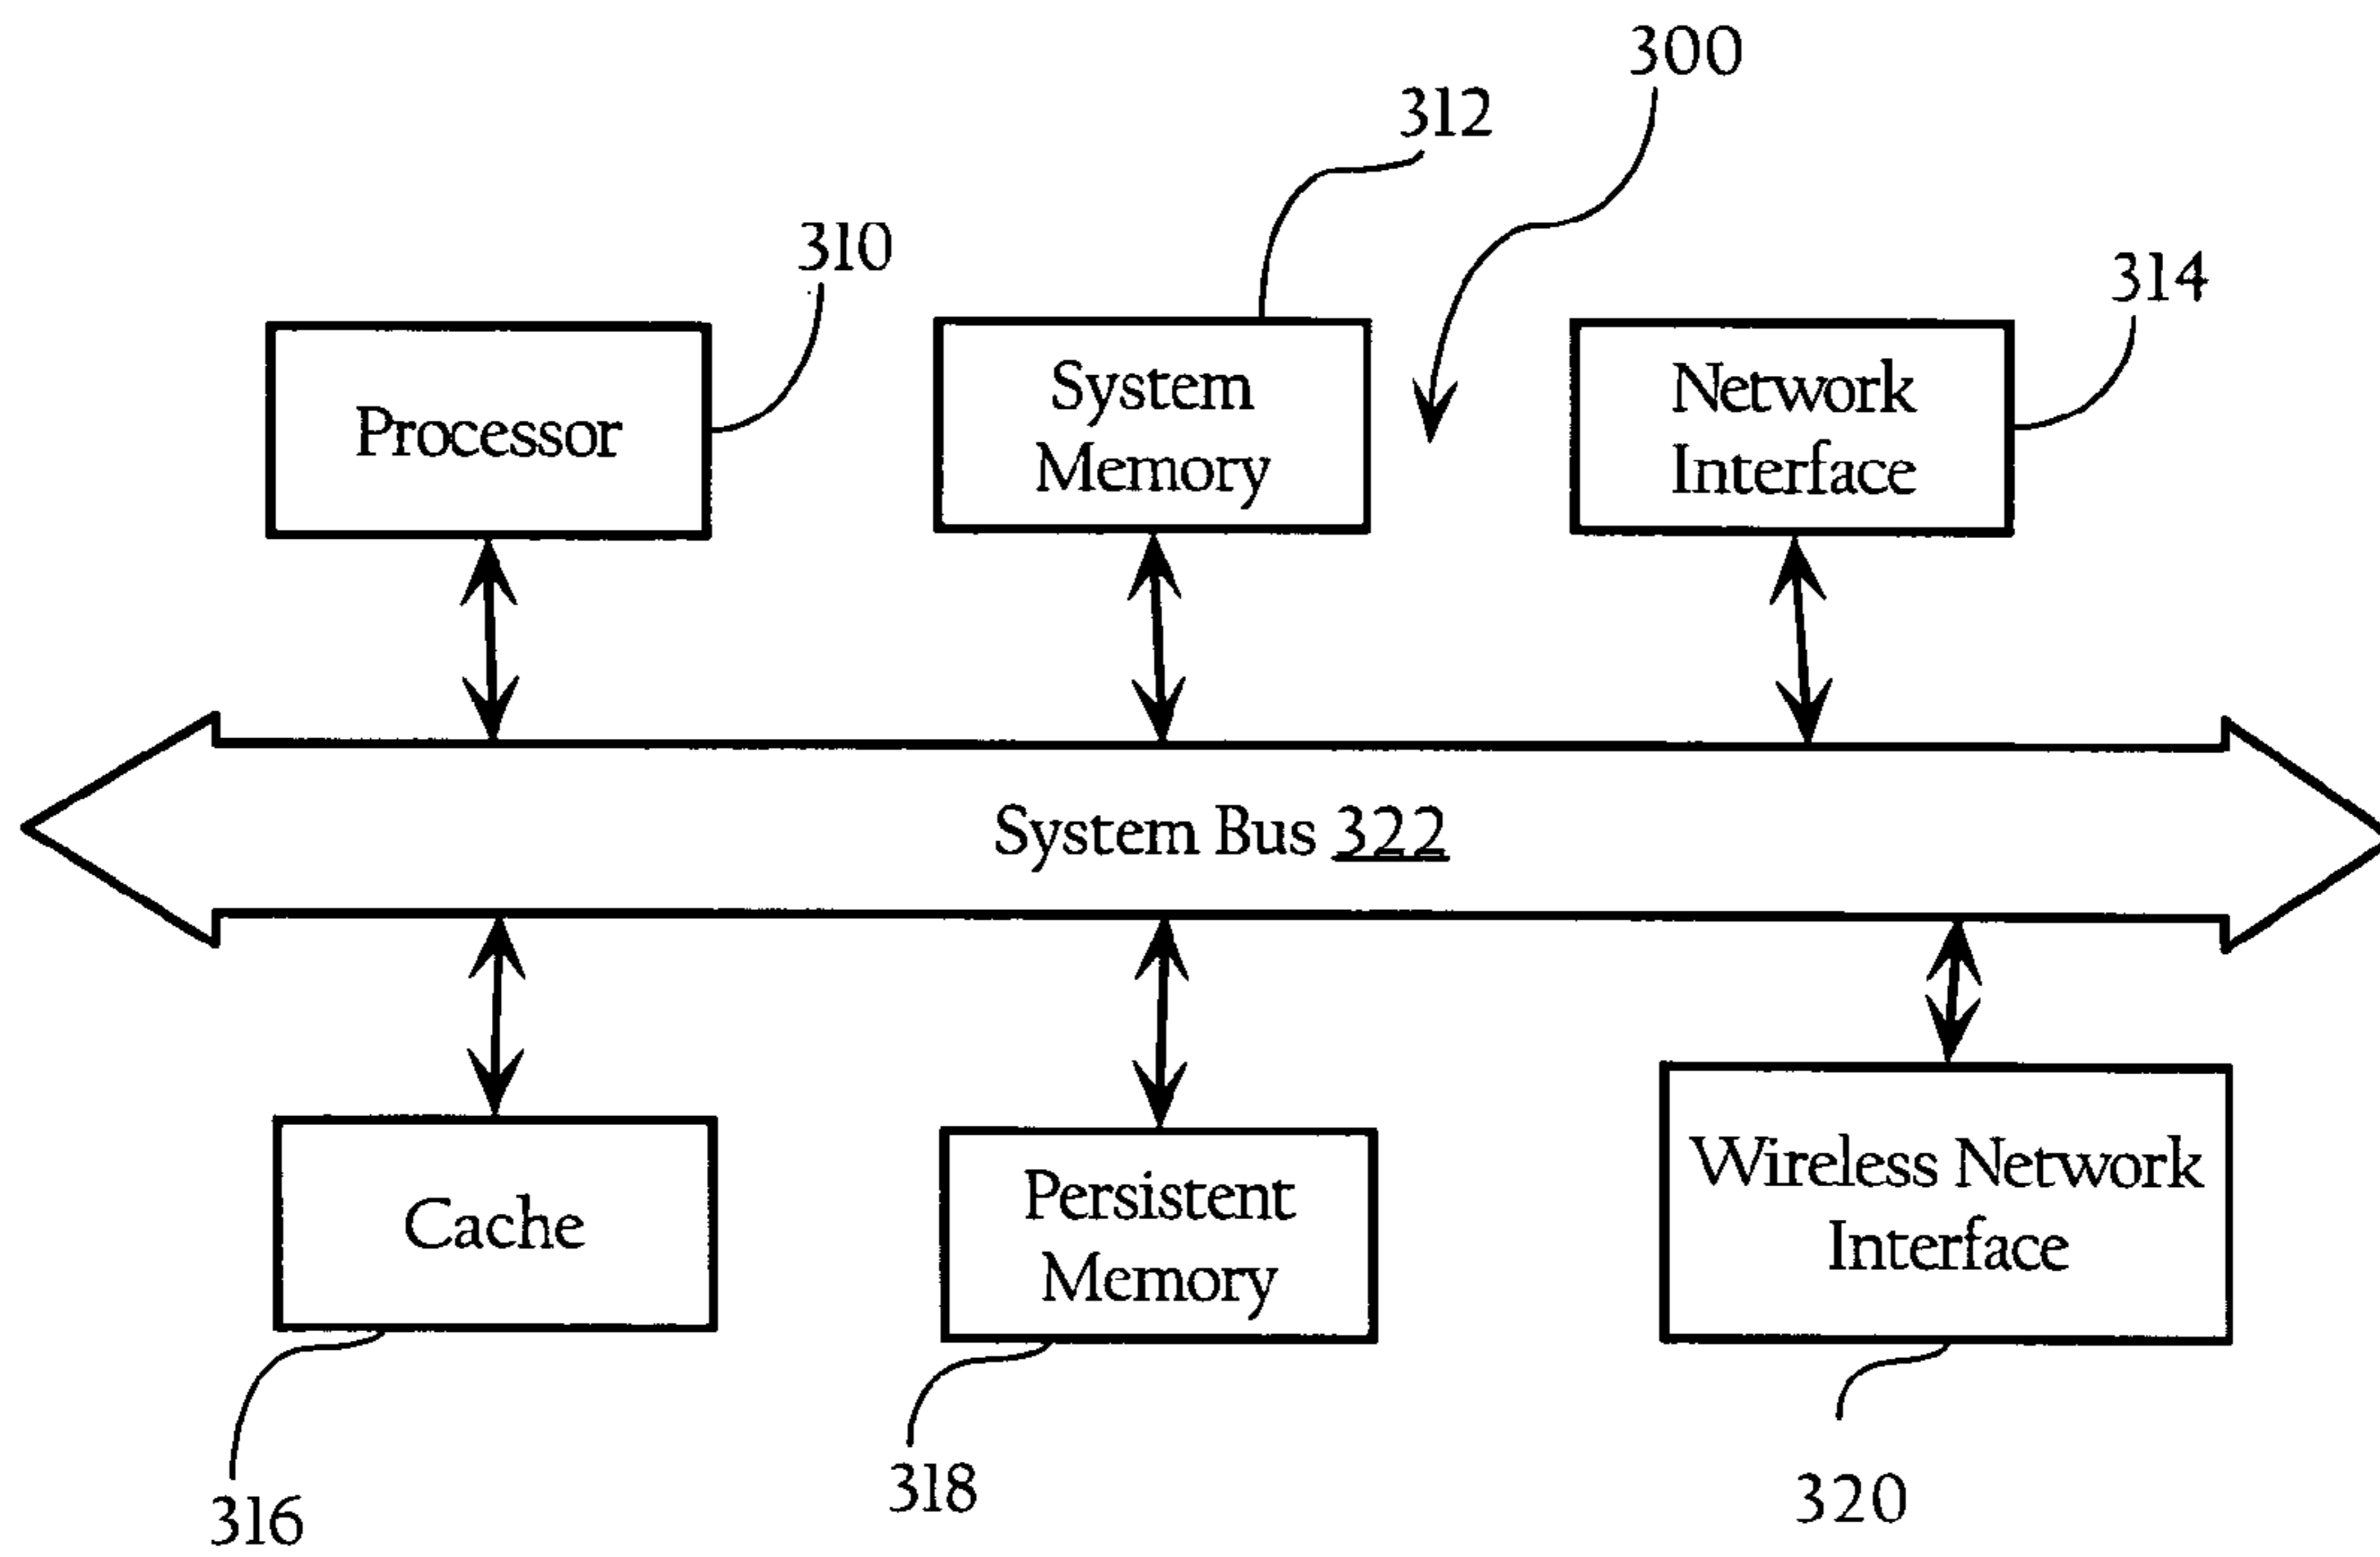 300
312
310
314
Processor
System
Memory
Network
Interface
System Bus 322
Cache
Persistent
Memory
Wireless Network
Interface
316
318
320